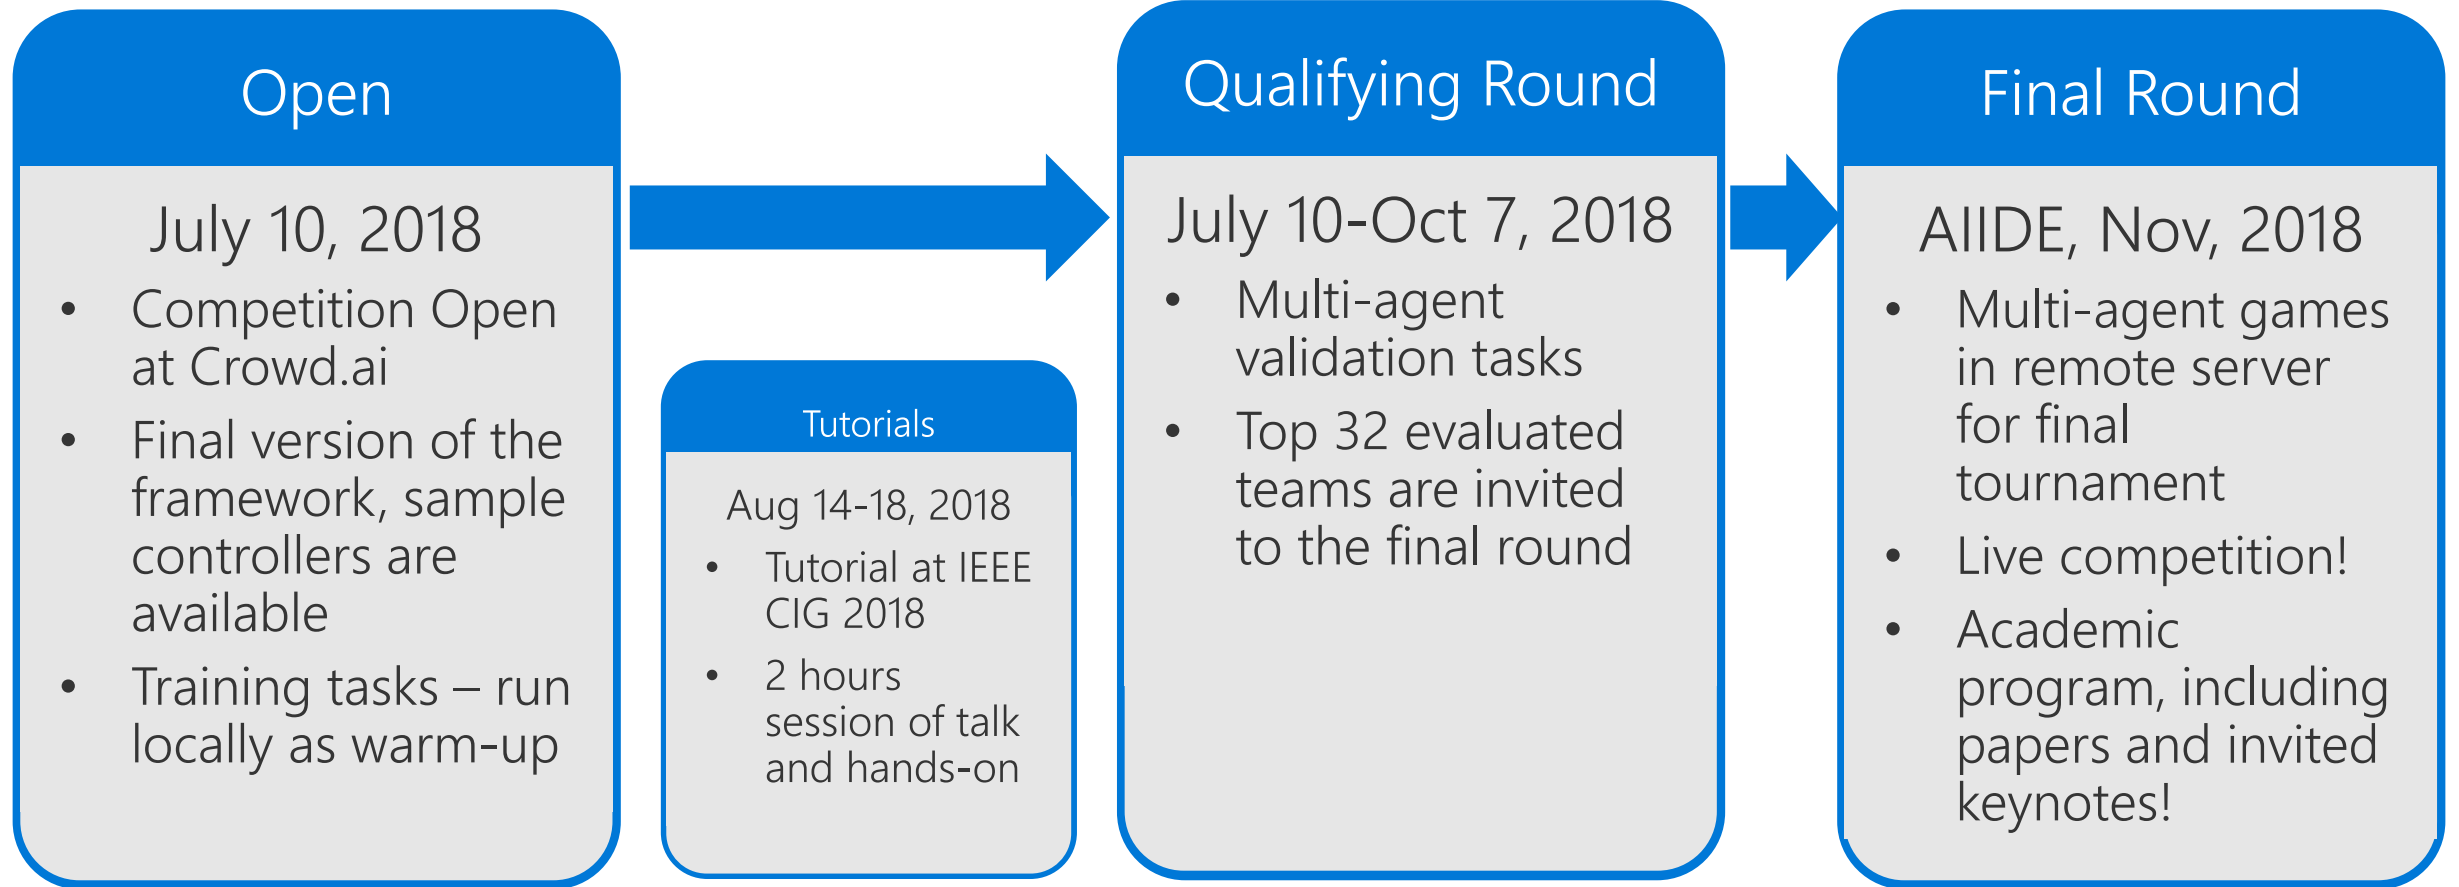 Open
July 10, 2018
• Competition Open
at Crowd.ai
• Final version of the
framework, sample
controllers are
available
• Training tasks – run
locally as warm-up
Tutorials
Aug 14-18, 2018
• Tutorial at IEEE
CIG 2018
• 2 hours
session of talk
and hands-on
Qualifying Round
July 10-Oct 7, 2018
• Multi-agent
validation tasks
• Top 32 evaluated
teams are invited
to the final round
Final Round
AIIDE, Nov, 2018
• Multi-agent games
in remote server
for final
tournament
• Live competition!
• Academic
program, including
papers and invited
keynotes!